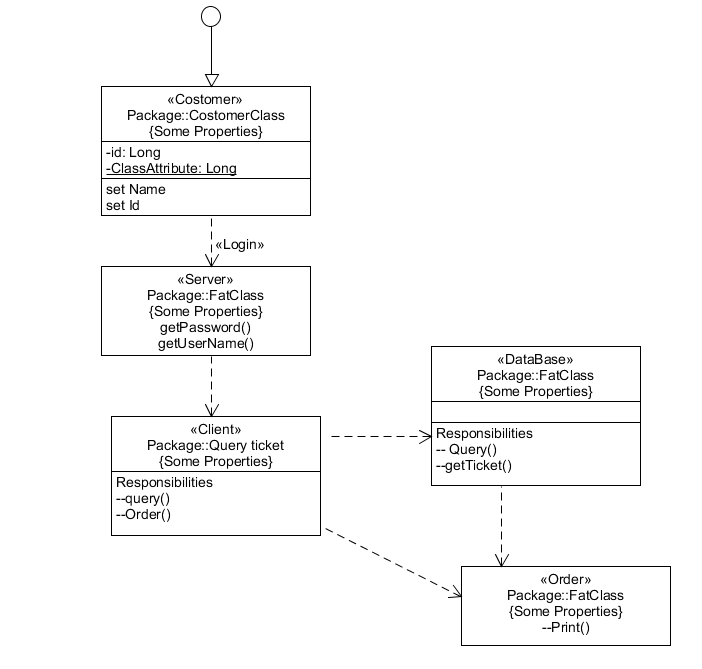 «Costomer»
Package::CostomerClass
{Some Properties}
-id: Long
-ClassAttribute: Long
set Name
set Id
«Login»
«Server»
Package::FatClass
{Some Properties}
getPassword()
getUserName()
«DataBase»
Package::FatClass
{Some Properties}
Responsibilities
-- Query()
--getTicket()
«Client»
Package::Query ticket
{Some Properties}
Responsibilities
--query()
--Order()
«Order»
Package::FatClass
{Some Properties}
--Print()